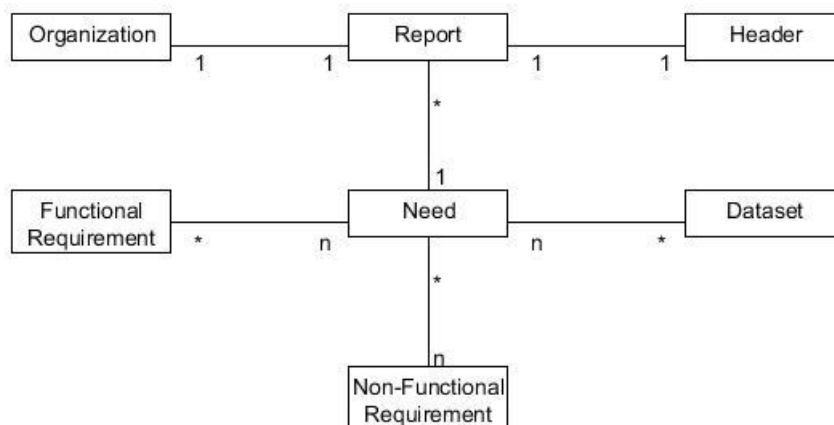 Organization
Report
Header
1
1
1
1
*
1
Functional
Requirement
Need
Dataset
*
n
n
*
*
n
Non-Functional
Requirement